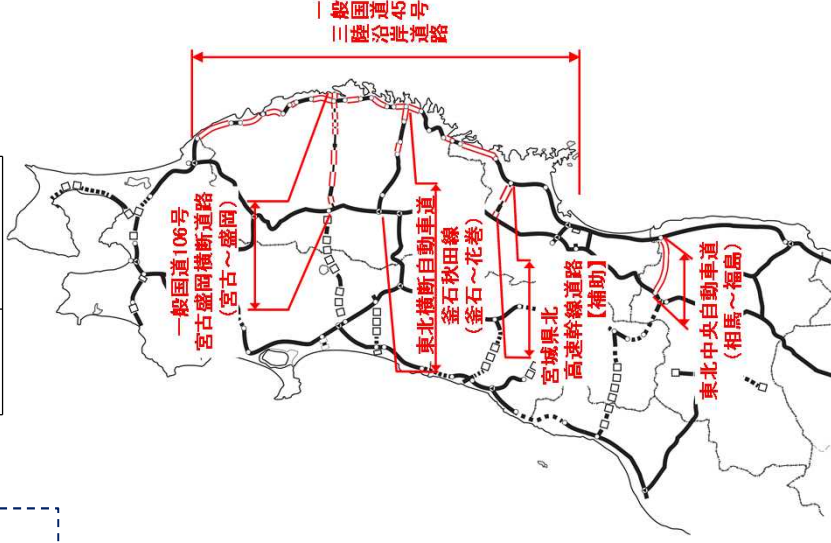 一般国道45号
三陸沿岸道路
一般国道106号
宮古盛岡横断道路
（宮古～盛岡）
東北横断自動車道
釜石秋田線
（釜石～花巻）
宮城県北
高速幹線道路
【補助】
東北中央自動車道
（相馬～福島）